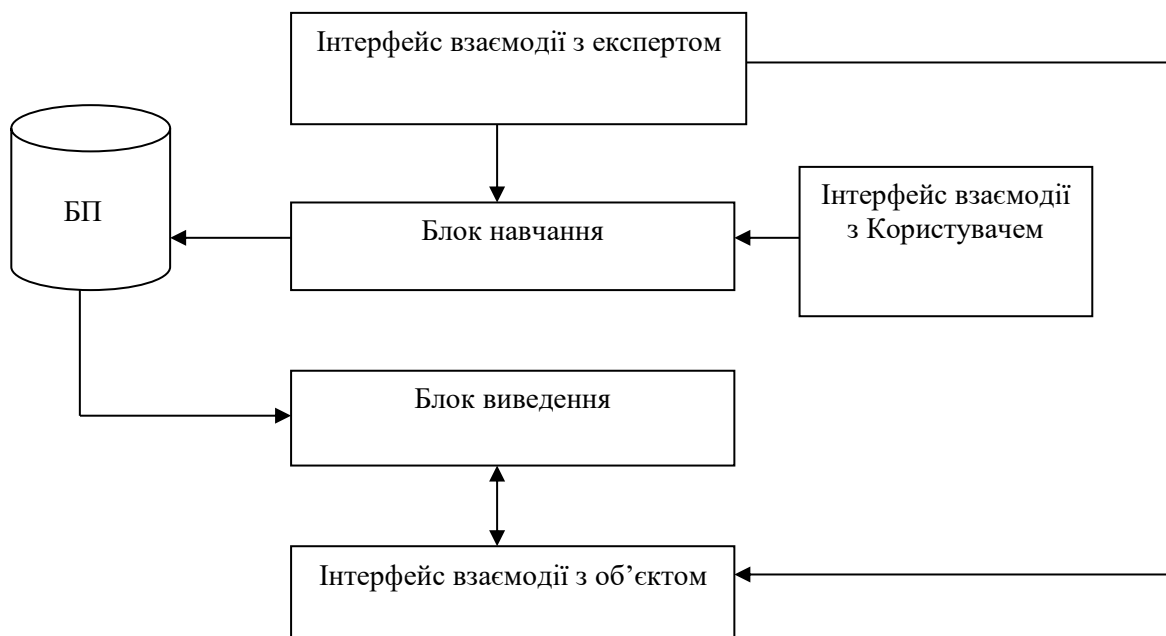 Інтерфейс взаємодії з експертом
БП
Блок навчання
Інтерфейс взаємодії
з Користувачем
Блок виведення
Інтерфейс взаємодії з об’єктом